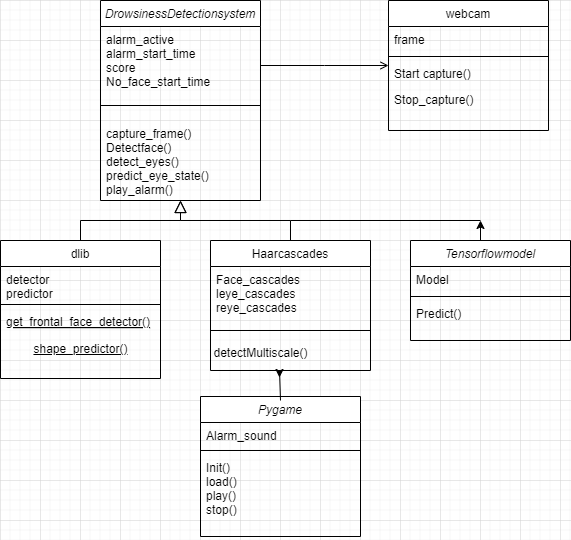 DrowsinessDetectionsystem
alarm_active
alarm_start_time
score
No_face_start_time
capture_frame()
Detectface()
detect_eyes()
predict_eye_state()
play_alarm()
webcam
frame
Start capture()
Stop_capture()
dlib
detector
predictor
get_frontal_face_detector()
shape_predictor()
Haarcascades
Face_cascades
leye_cascades
reye_cascades
detectMultiscale()
Tensorflowmodel
Model
Predict()
Pygame
Alarm_sound
Init()
load()
play()
stop()